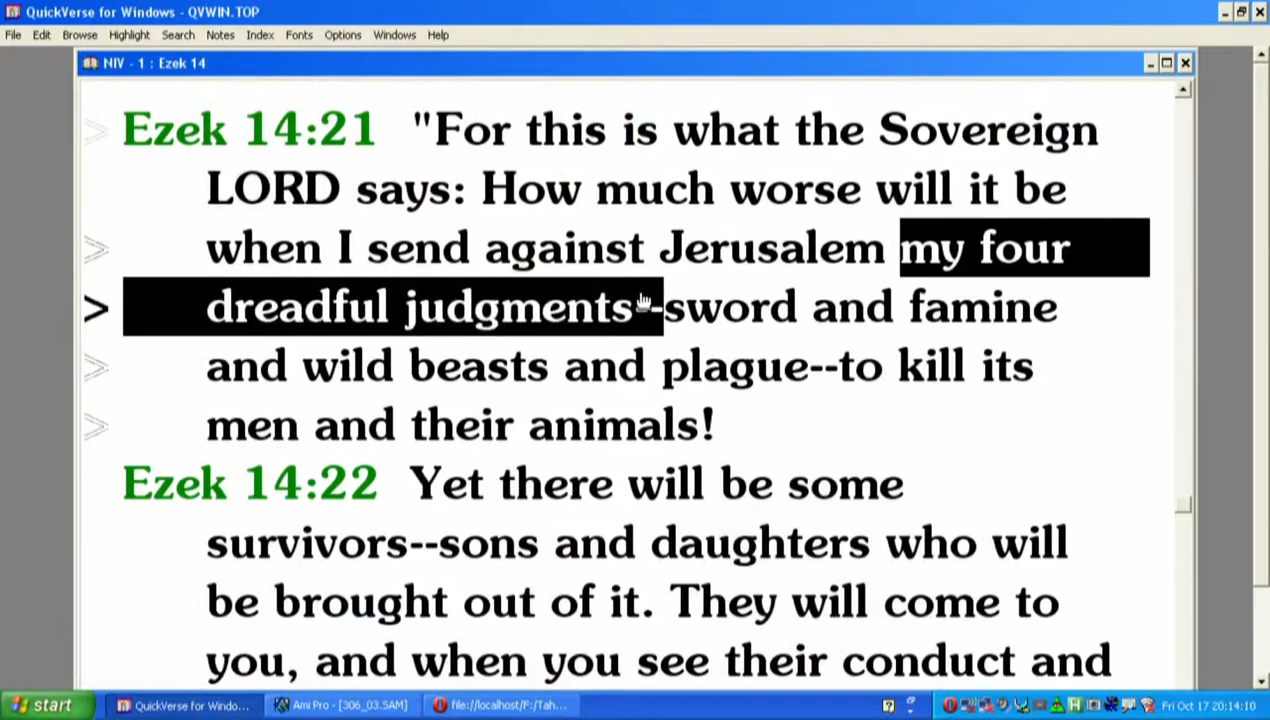 QuickVerse for Windows - QVWIN.TOP
File Edit Browse Highlight Search Notes Index Fonts Options Windows Help
NIV - 1 : Ezek 14
> Ezek 14:21 "For this is what the Sovereign
LORD says: How much worse will it be
> when I send against Jerusalem my four
> dreadful judgments--sword and famine
> and wild beasts and plague--to kill its
> men and their animals!
Ezek 14:22 Yet there will be some
survivors--sons and daughters who will
be brought out of it. They will come to
you, and when you see their conduct and
start QuickVerse for Windo... Ami Pro - [306_03.SAM] file://localhost/F:/Tah... Fri Oct 17 20:14:10